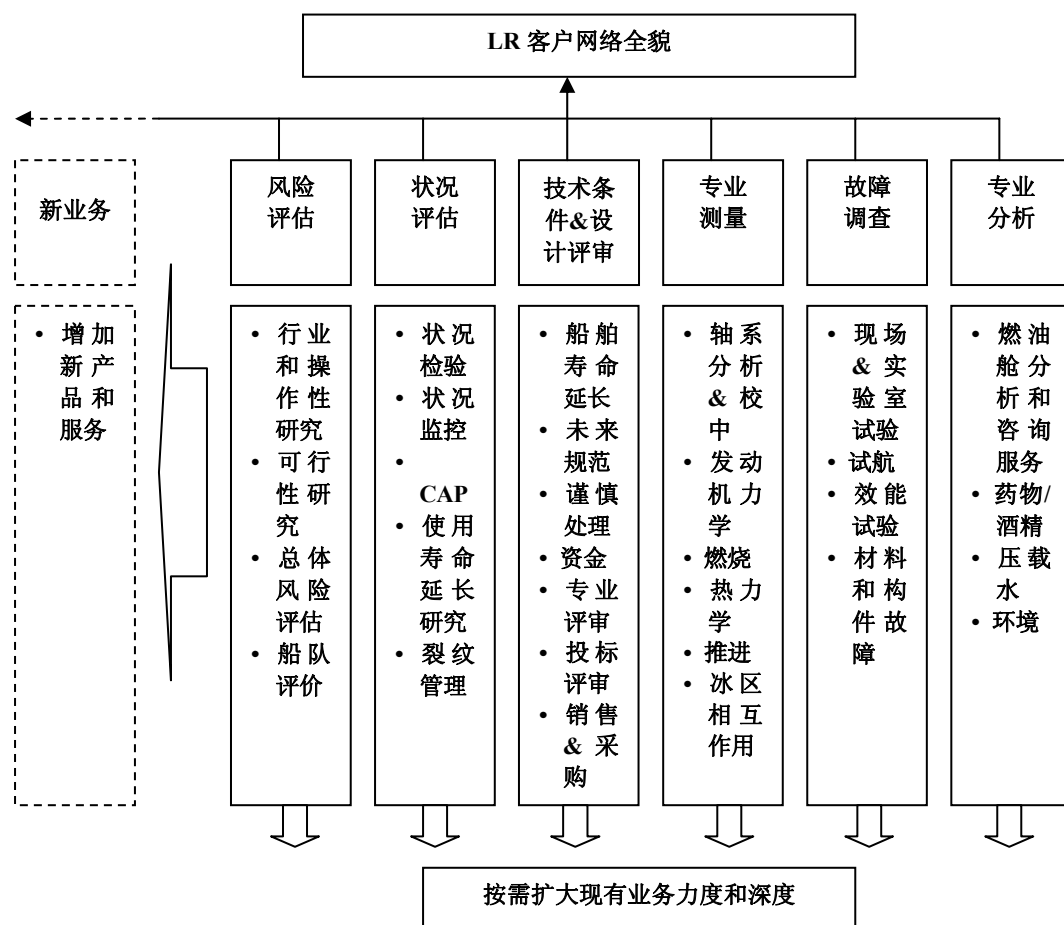 LR 客户网络全貌
新业务
风险
评估
状况
评估
技术条
件&设
计评审
专业
测量
故障
调查
专业
分析
• 增加
新产
品和
服务
• 行业
和操
作性
研究
• 可行
性研
究
• 总体
风险
评估
• 船队
评价
• 状况
检验
• 状况
监控
•
CAP
• 使用
寿命
延长
研究
• 裂纹
管理
• 船舶
寿命
延长
• 未来
规范
• 谨慎
处理
• 资金
• 专业
评审
• 投标
评审
• 销售
& 采
购
• 轴系
分析
& 校
中
• 发动
机力
学
• 燃烧
• 热力
学
• 推进
• 冰区
相互
作用
• 现场
& 实
验室
试验
• 试航
• 效能
试验
• 材料
和构
件故
障
• 燃油
舱分
析和
咨询
服务
• 药物/
酒精
• 压载
水
• 环境
按需扩大现有业务力度和深度